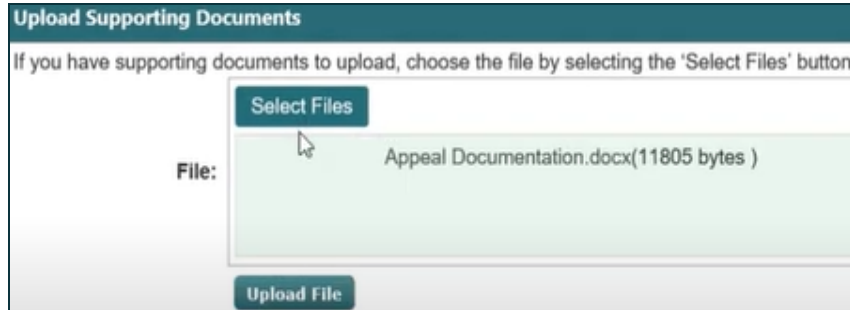 Upload Supporting Documents
If you have supporting documents to upload, choose the file by selecting the 'Select Files' button
Select Files
File:
Appeal Documentation.docx(11805 bytes )
Upload File